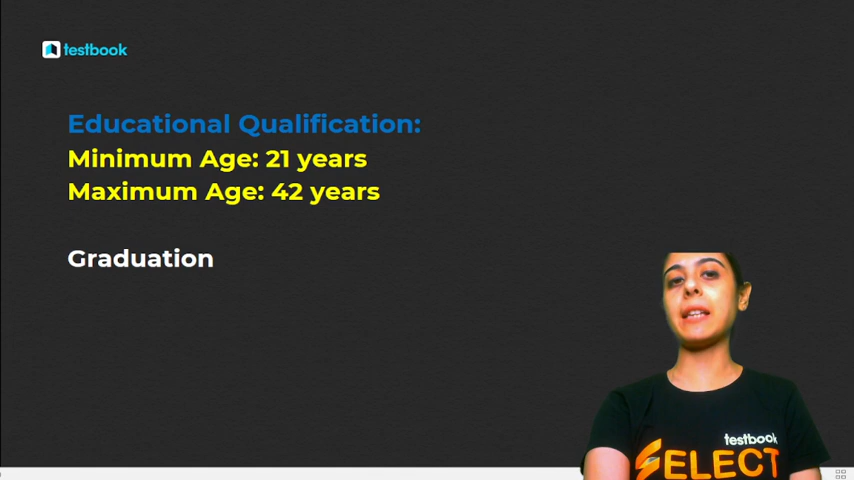 testbook
Educational Qualification:
Minimum Age: 21 years
Maximum Age: 42 years
Graduation
testbook
SELECT